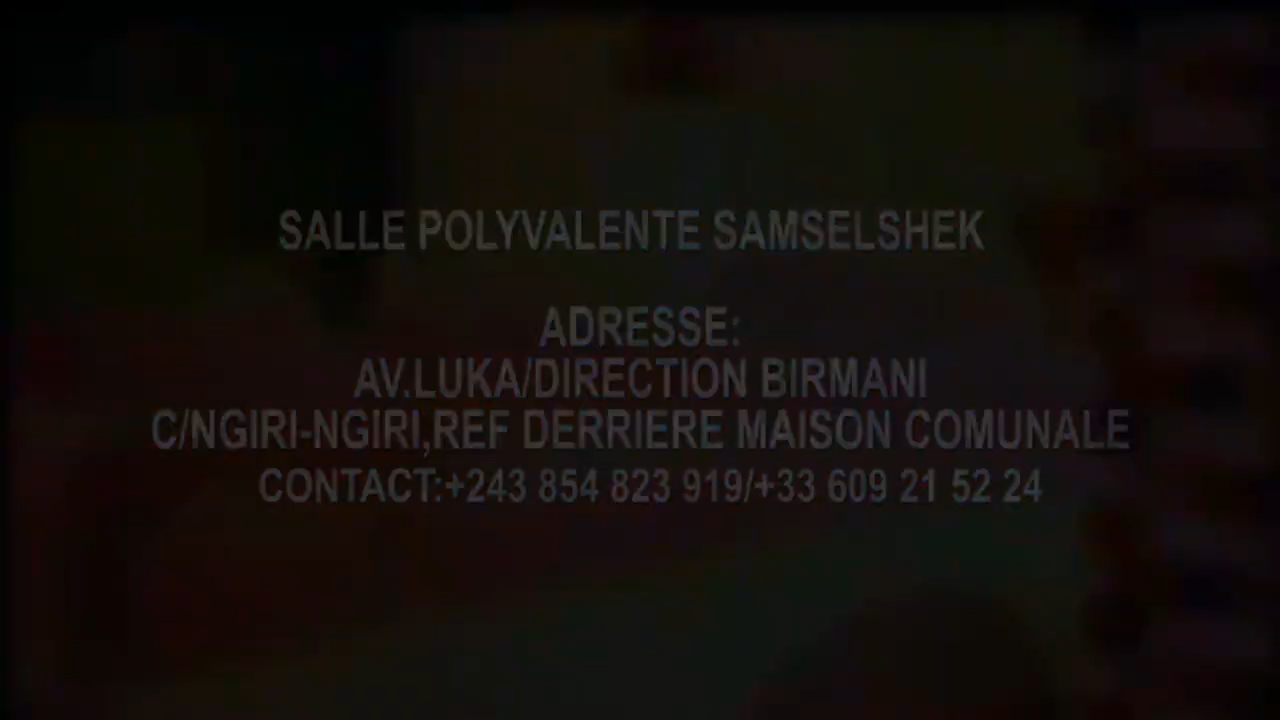 SALLE POLYVALENTE SAMSELSHEK
ADRESSE:
AV.LUKA/DIRECTION BIRMANI
C/NGIRI-NGIRI,REF DERRIERE MAISON COMUNALE
CONTACT:+243 854 823 919/+33 609 21 52 24